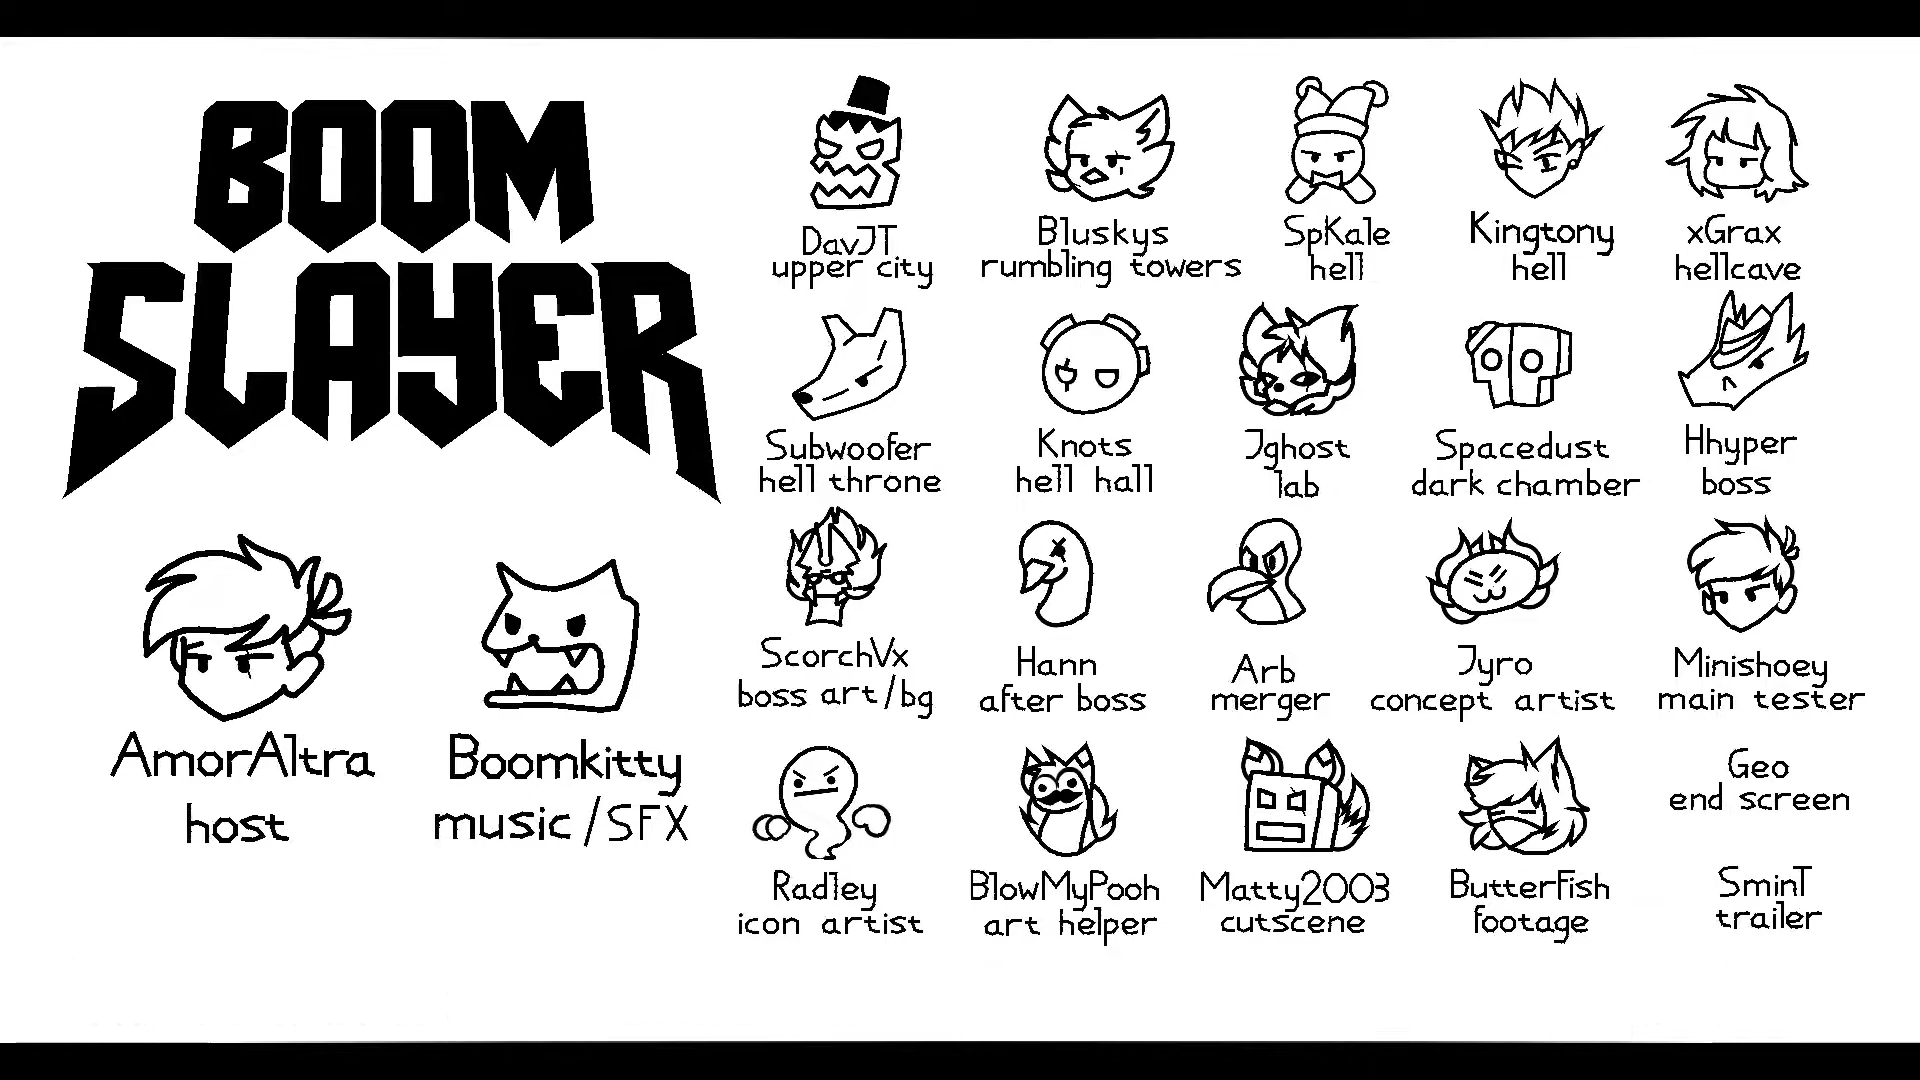 BOOM
SLAYER
AmorAltra
host
Boomkitty
music/SFX
DavJT
upper city
Bluskys
rumbling towers
SpKale
hell
Kingtony
hell
xGrax
hellcave
Subwoofer
hell throne
Knots
hell hall
Jghost
lab
Spacedust
dark chamber
Hhyper
boss
ScorchVx
boss art/bg
Hann
after boss
Arb
merger
Jyro
concept artist
Minishoey
main tester
Radley
icon artist
BlowMyPooh
art helper
Matty2003
cutscene
ButterFish
footage
Geo
end screen
SminT
trailer